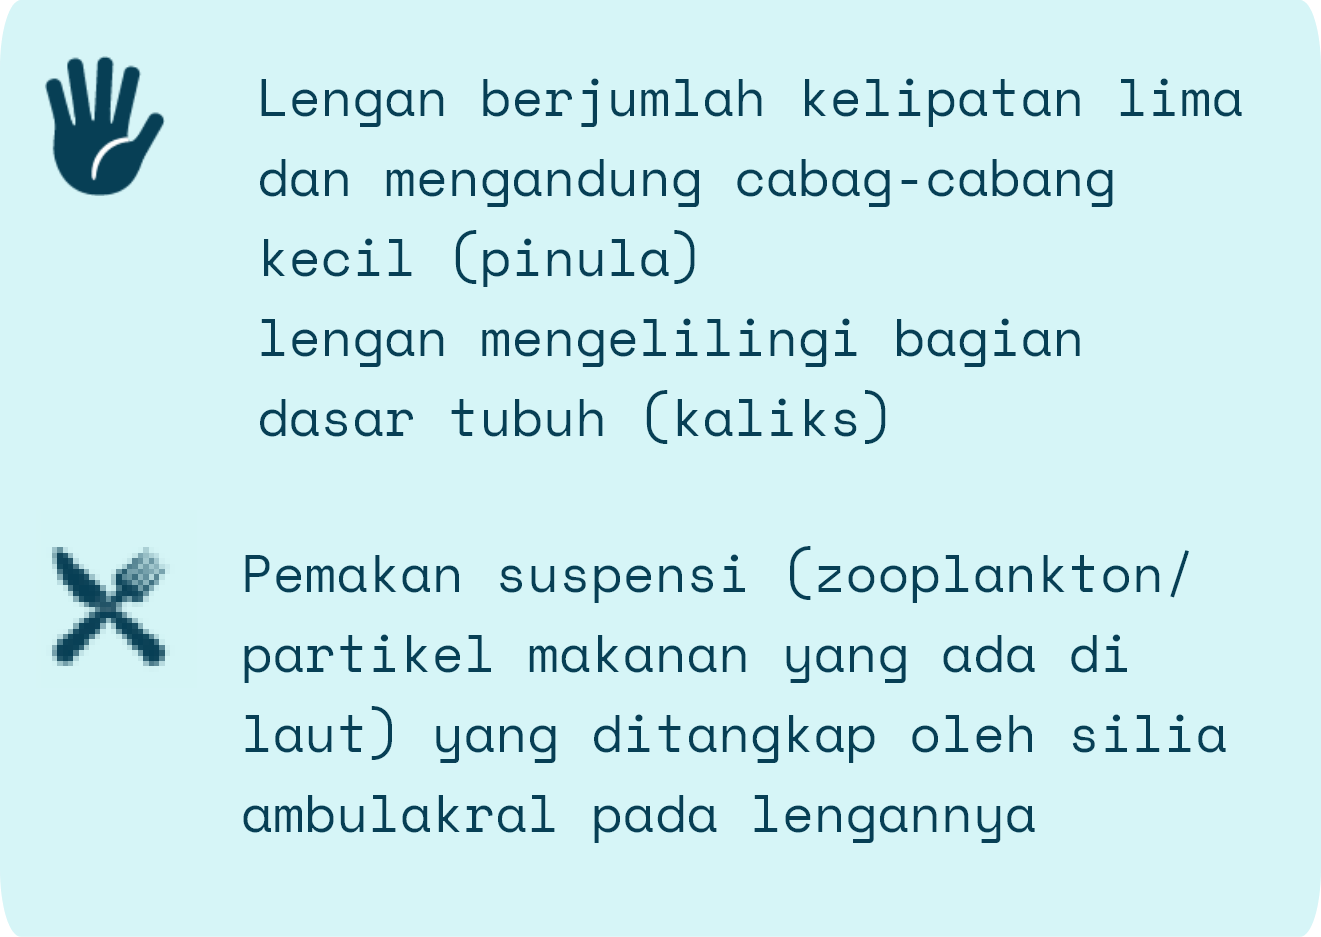 Lengan berjumlah kelipatan lima
dan mengandung cabag-cabang
kecil (pinula)
lengan mengelilingi bagian
dasar tubuh (kaliks)
Pemakan suspensi (zooplankton/
partikel makanan yang ada di
laut) yang ditangkap oleh silia
ambulakral pada lengannya